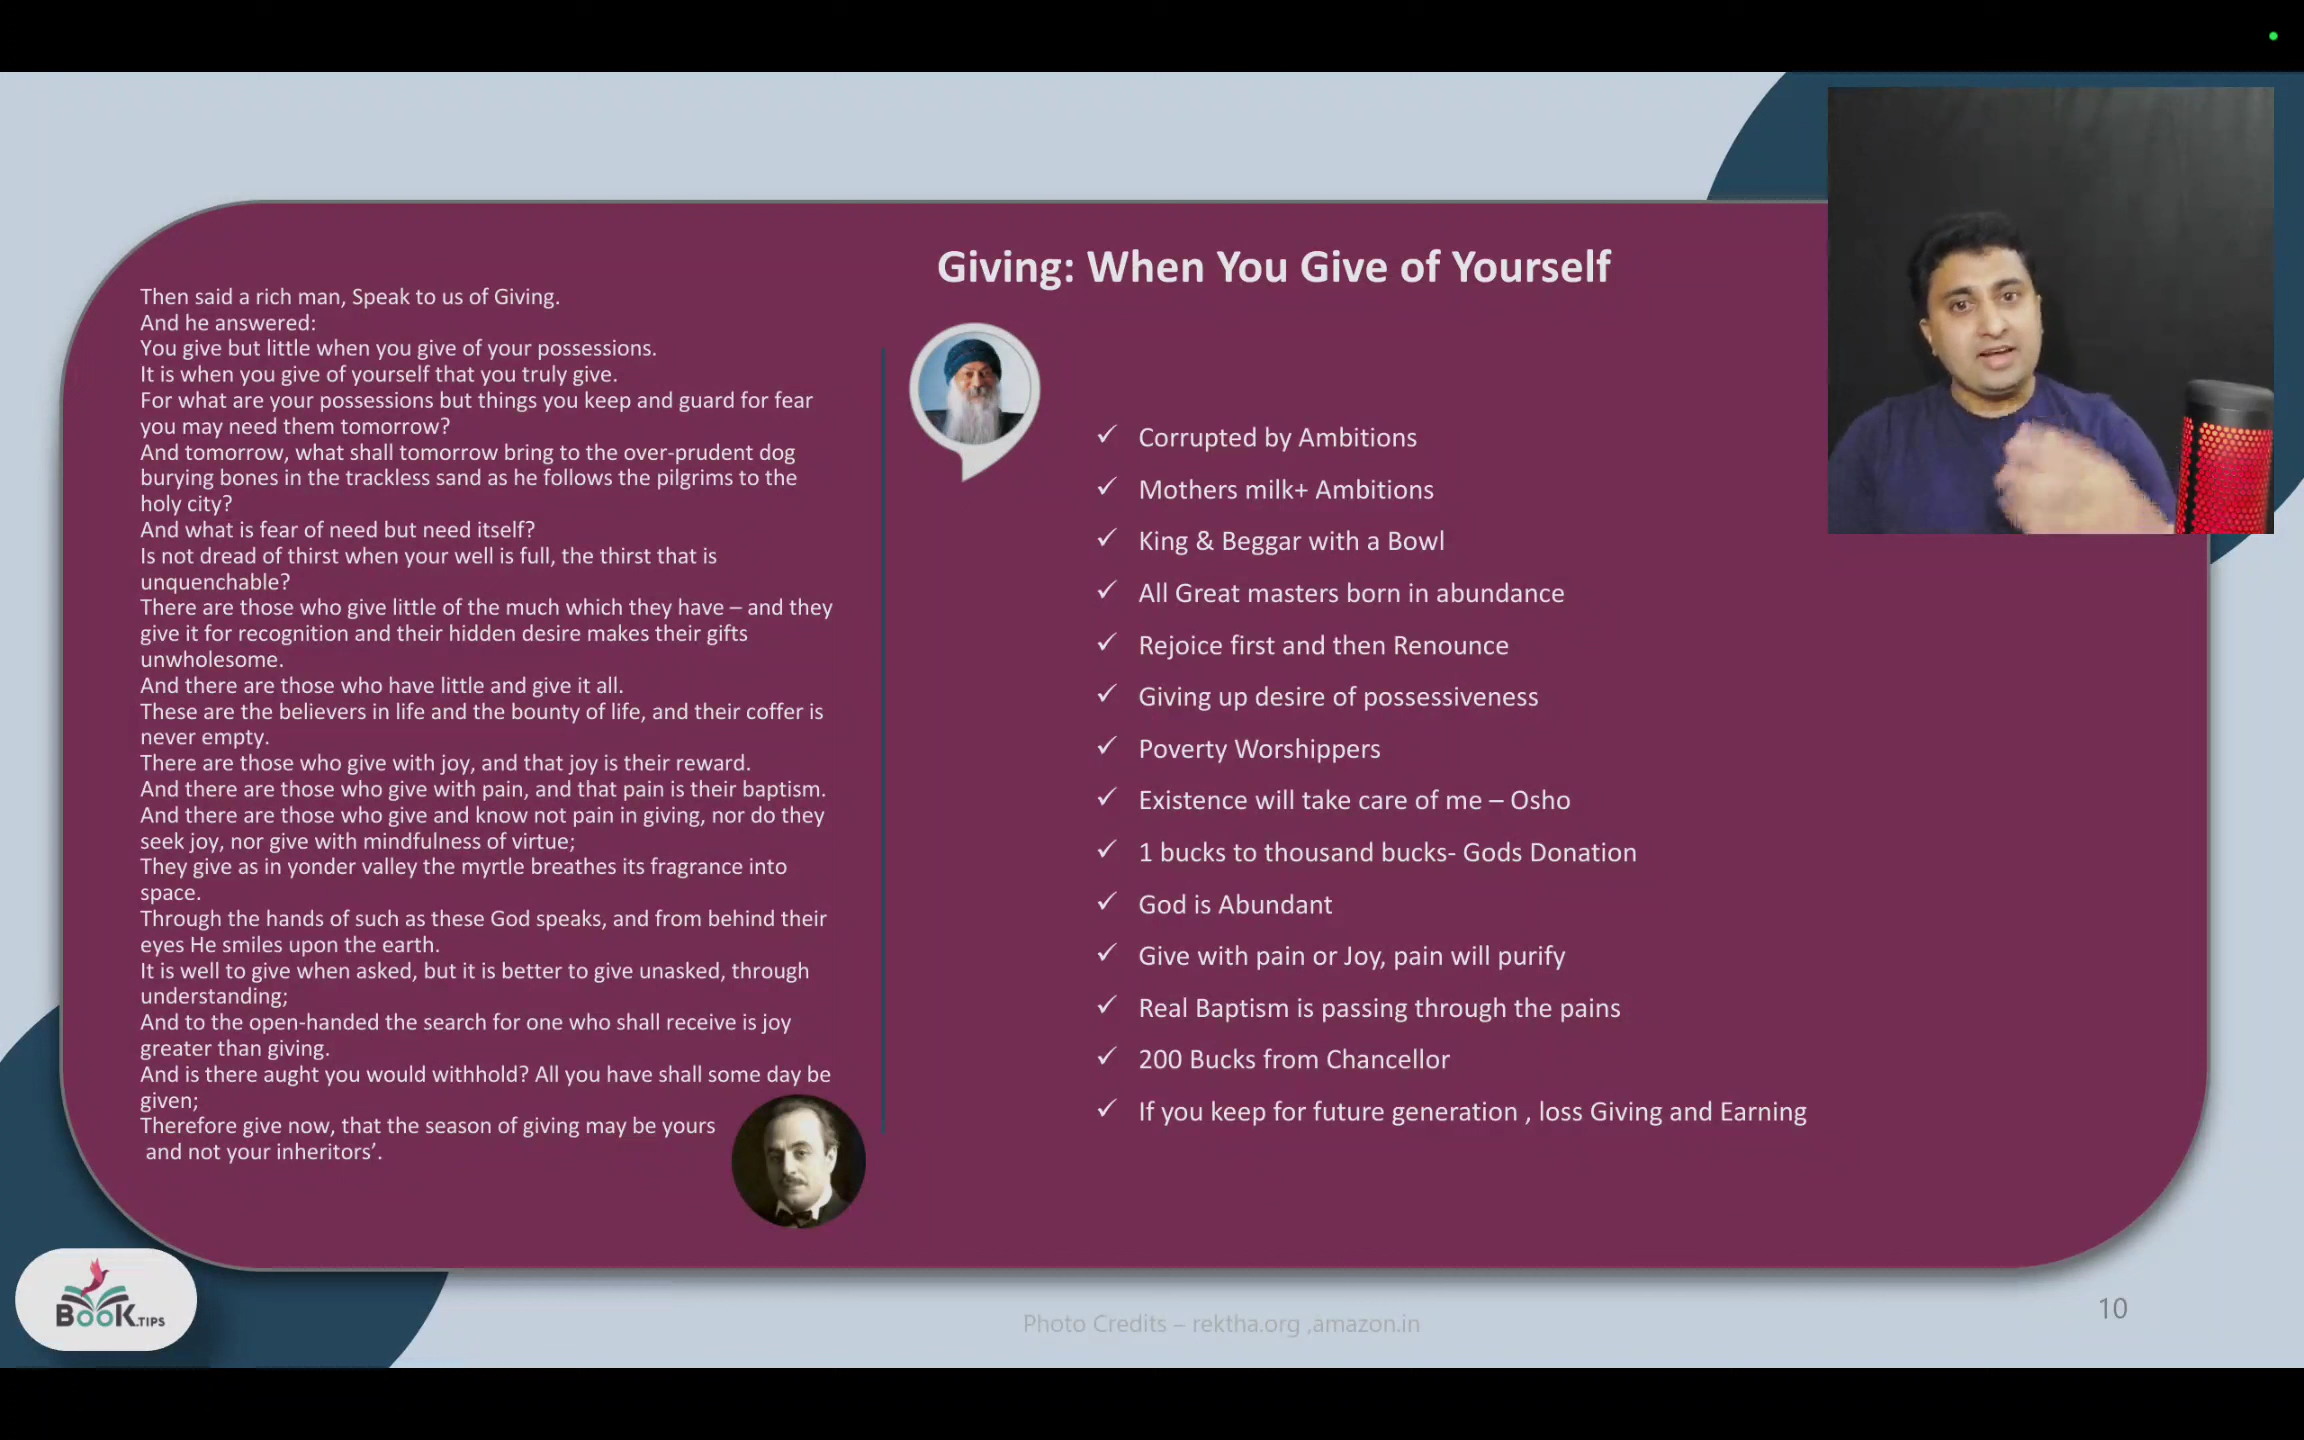 Then said a rich man, Speak to us of Giving.
And he answered:
You give but little when you give of your possessions.
It is when you give of yourself that you truly give.
For what are your possessions but things you keep and guard for fear
you may need them tomorrow?
And tomorrow, what shall tomorrow bring to the over-prudent dog
burying bones in the trackless sand as he follows the pilgrims to the
holy city?
And what is fear of need but need itself?
Is not dread of thirst when your well is full, the thirst that is
unquenchable?
There are those who give little of the much which they have – and they
give it for recognition and their hidden desire makes their gifts
unwholesome.
And there are those who have little and give it all.
These are the believers in life and the bounty of life, and their coffer is
never empty.
There are those who give with joy, and that joy is their reward.
And there are those who give with pain, and that pain is their baptism.
And there are those who give and know not pain in giving, nor do they
seek joy, nor give with mindfulness of virtue;
They give as in yonder valley the myrtle breathes its fragrance into
space.
Through the hands of such as these God speaks, and from behind their
eyes He smiles upon the earth.
It is well to give when asked, but it is better to give unasked, through
understanding;
And to the open-handed the search for one who shall receive is joy
greater than giving.
And is there aught you would withhold? All you have shall some day be
given;
Therefore give now, that the season of giving may be yours
and not your inheritors’.
Giving: When You Give of Yourself
✓ Corrupted by Ambitions
✓ Mothers milk+ Ambitions
✓ King & Beggar with a Bowl
✓ All Great masters born in abundance
✓ Rejoice first and then Renounce
✓ Giving up desire of possessiveness
✓ Poverty Worshippers
✓ Existence will take care of me – Osho
✓ 1 bucks to thousand bucks- Gods Donation
✓ God is Abundant
✓ Give with pain or Joy, pain will purify
✓ Real Baptism is passing through the pains
✓ 200 Bucks from Chancellor
✓ If you keep for future generation , loss Giving and Earning
BooK.TIPS
Photo Credits – rektha.org ,amazon.in
10